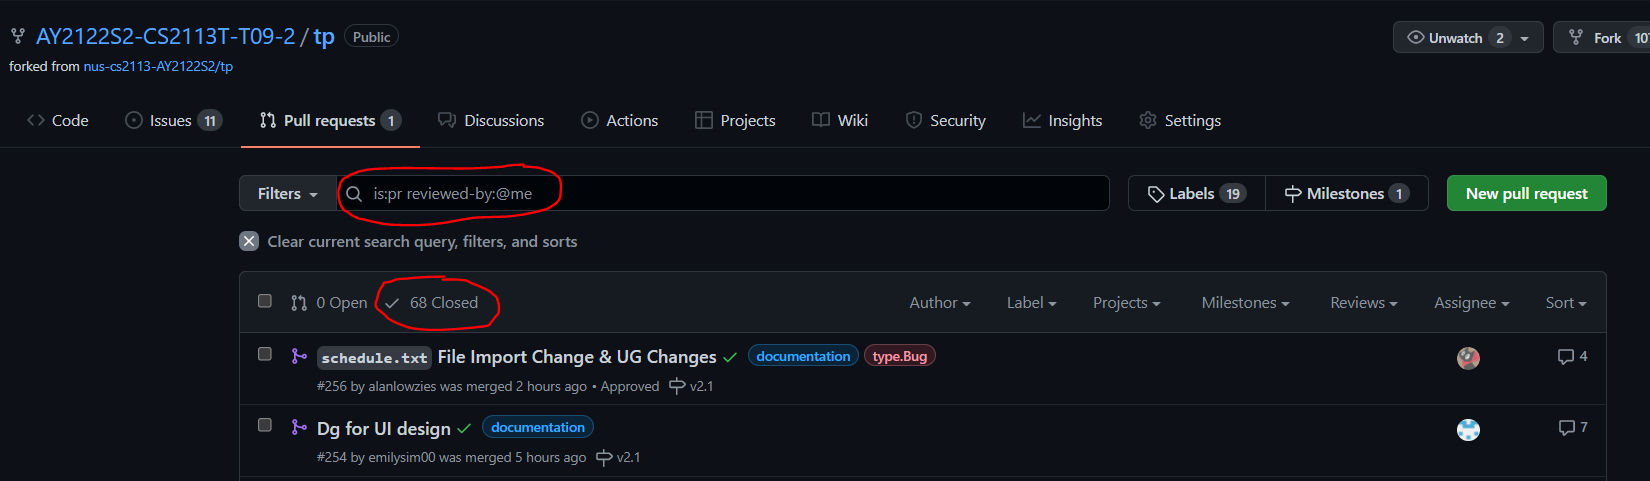 AY2122S2-CS2113T-T09-2 / tp Public
Unwatch 2 Fork 107
forked from nus-cs2113-AY2122S2/tp
Code Issues 11 Pull requests 1 Discussions Actions Projects Wiki Security Insights Settings
Filters is:pr reviewed-by:@me Labels 19 Milestones 1 New pull request
Clear current search query, filters, and sorts
0 Open 68 Closed Author Label Projects Milestones Reviews Assignee Sort
schedule.txt File Import Change & UG Changes documentation type.Bug 4
#256 by alanlowzies was merged 2 hours ago • Approved v2.1
Dg for UI design documentation 7
#254 by emilysim00 was merged 5 hours ago v2.1